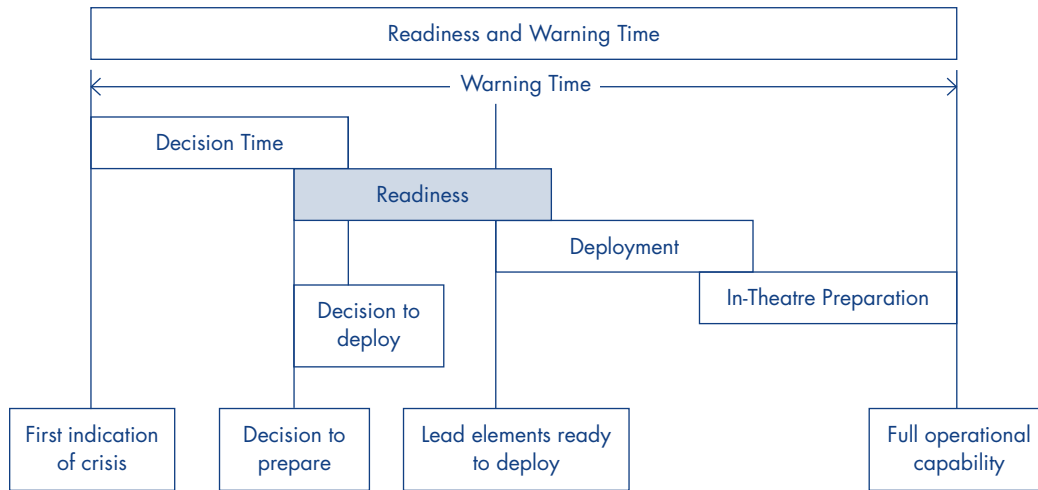 Readiness and Warning Time
Warning Time
Decision Time
Readiness
Deployment
In-Theatre Preparation
Decision to
deploy
First indication
of crisis
Decision to
prepare
Lead elements ready
to deploy
Full operational
capability